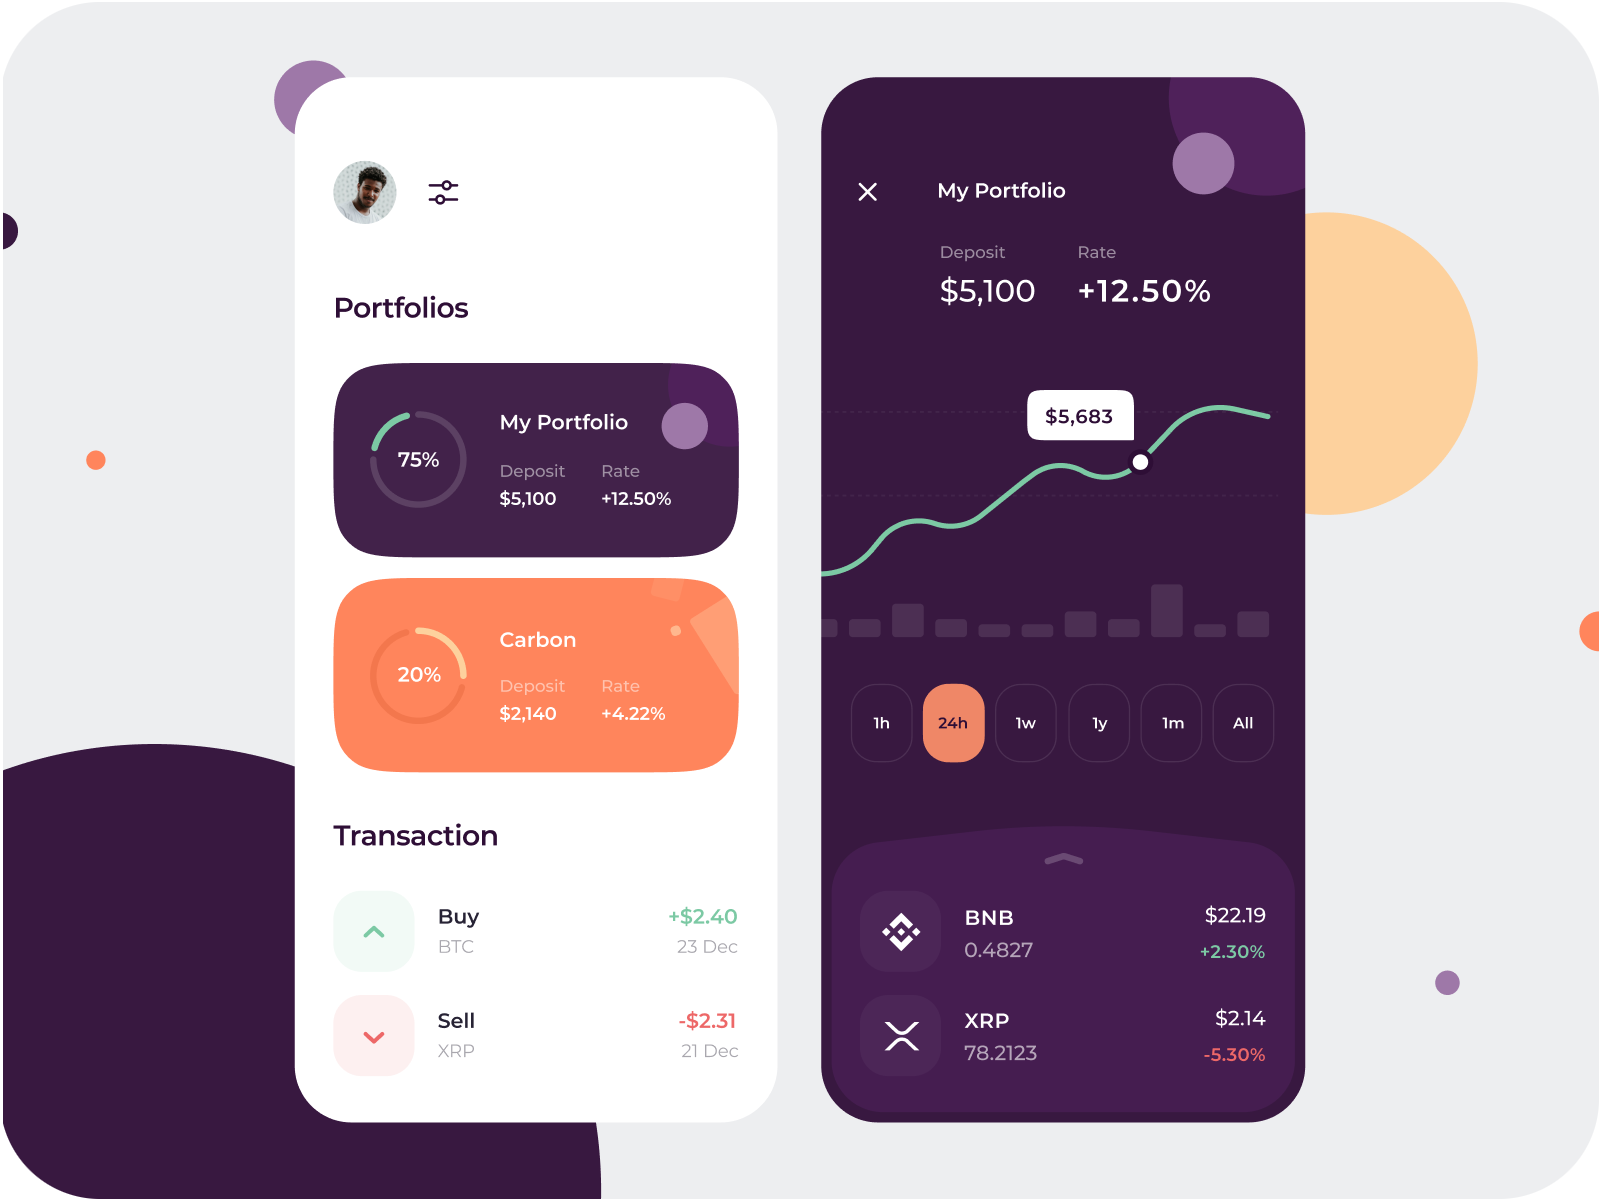 Portfolios
75%
My Portfolio
Deposit Rate
$5,100 +12.50%
20%
Carbon
Deposit Rate
$2,140 +4.22%
Transaction
Buy +$2.40
BTC 23 Dec
Sell -$2.31
XRP 21 Dec
My Portfolio
Deposit Rate
$5,100 +12.50%
$5,683
1h 24h 1w 1y 1m All
BNB $22.19
0.4827 +2.30%
XRP $2.14
78.2123 -5.30%